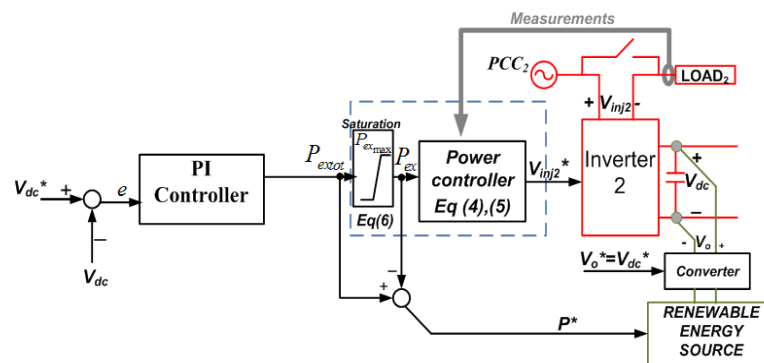 Measurements
PCC2
LOAD2
+ Vinj2 -
Saturation
Pexmax
Pextot
Pex
PI
Controller
Power
controller
Eq (4),(5)
Vinj2*
Inverter
2
+
Vdc
–
Vdc*
+
e
–
Vdc
Eq(6)
- Vo +
Vo*=Vdc*
Converter
–
+
P*
RENEWABLE
ENERGY
SOURCE